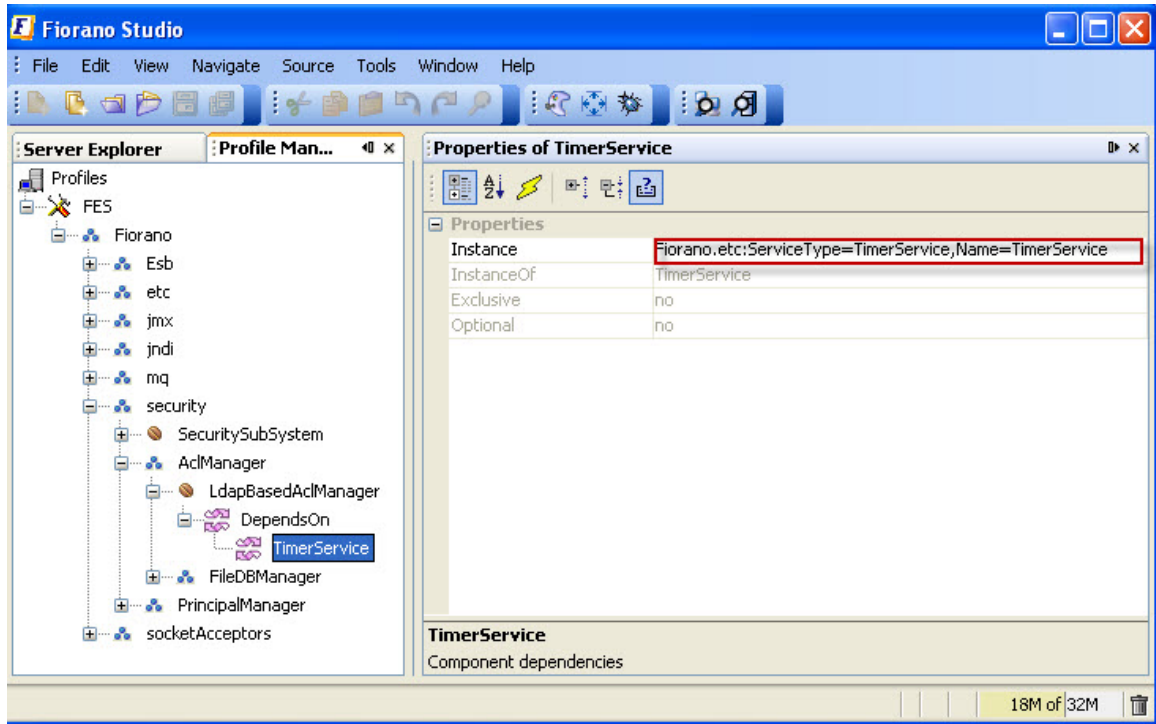 Fiorano Studio
File Edit View Navigate Source Tools Window Help
Server Explorer
Profile Man...
Profiles
FES
Fiorano
Esb
etc
jmx
jndi
mq
security
SecuritySubSystem
AclManager
LdapBasedAclManager
DependsOn
TimerService
FileDBManager
PrincipalManager
socketAcceptors
Properties of TimerService
Properties
Instance Fiorano.etc:ServiceType=TimerService,Name=TimerService
InstanceOf TimerService
Exclusive no
Optional no
TimerService
Component dependencies
18M of 32M